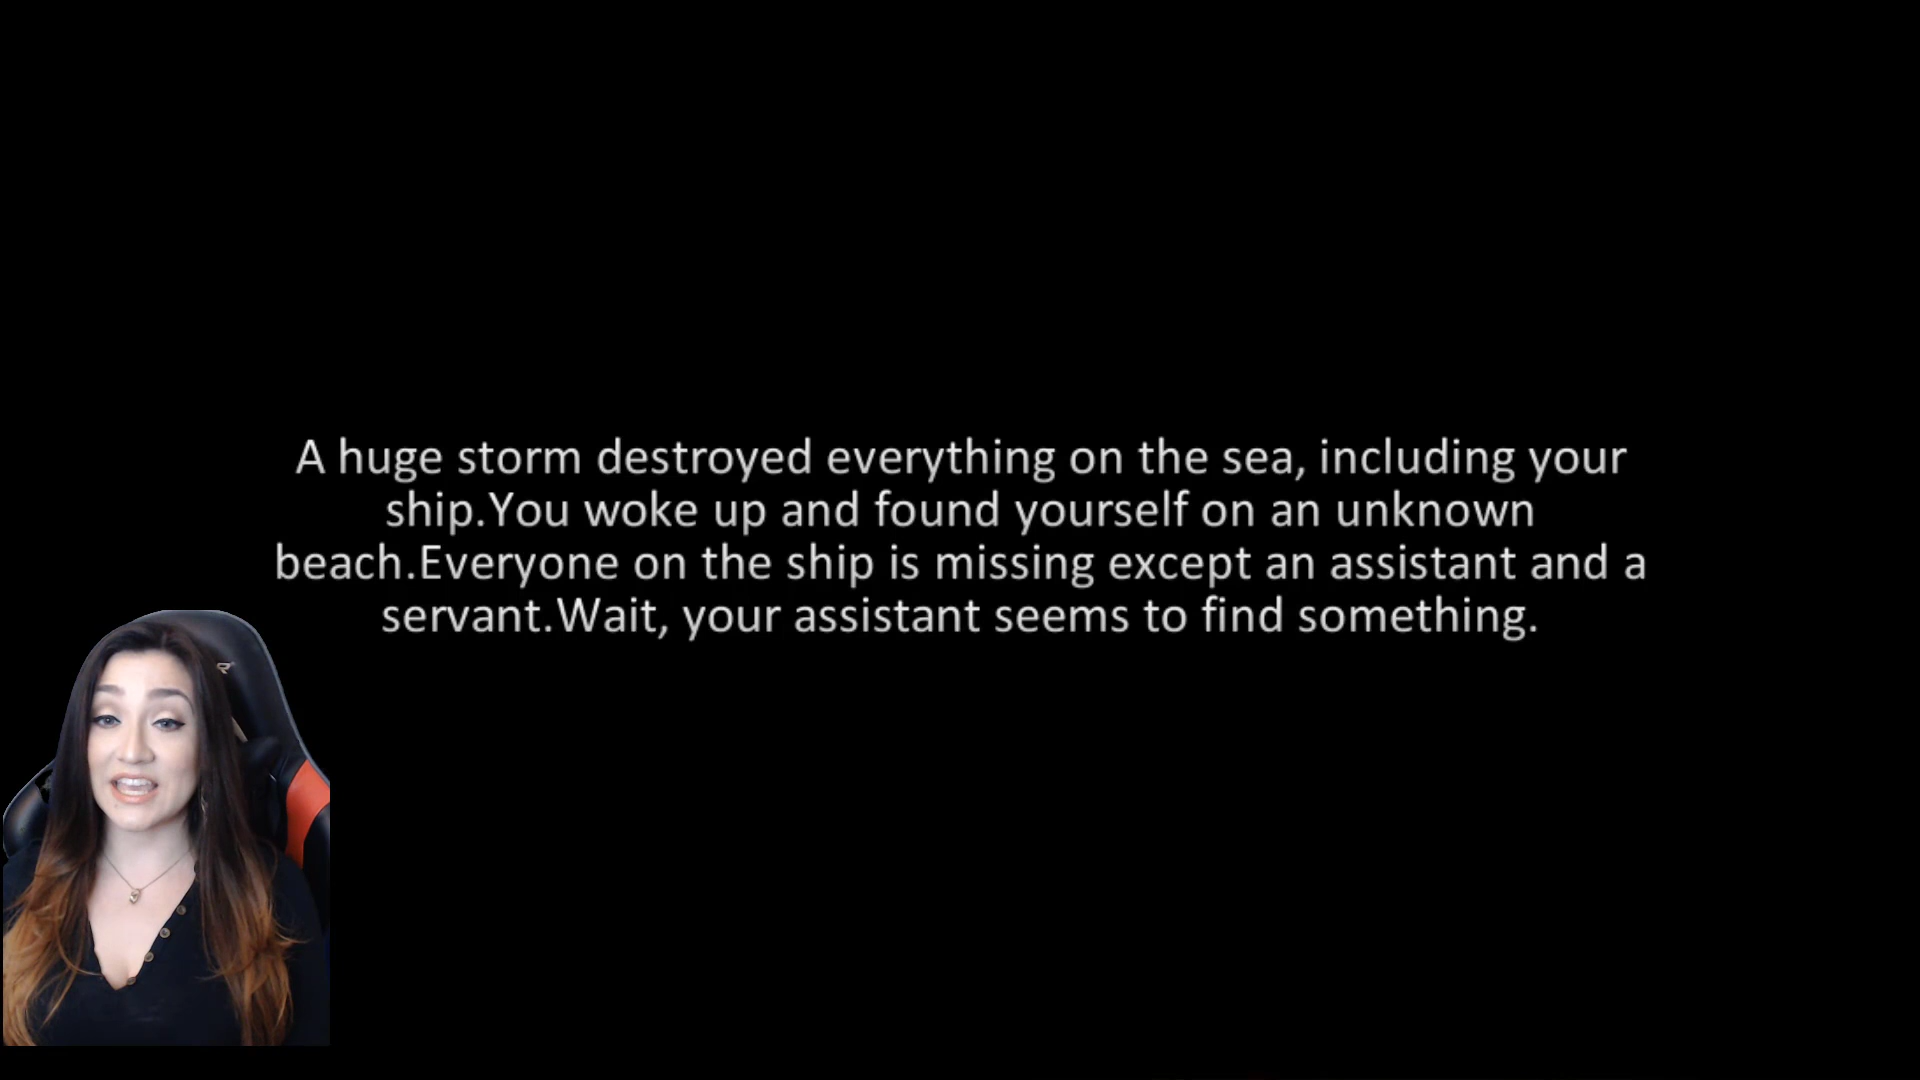 A huge storm destroyed everything on the sea, including your
ship.You woke up and found yourself on an unknown
beach.Everyone on the ship is missing except an assistant and a
servant.Wait, your assistant seems to find something.